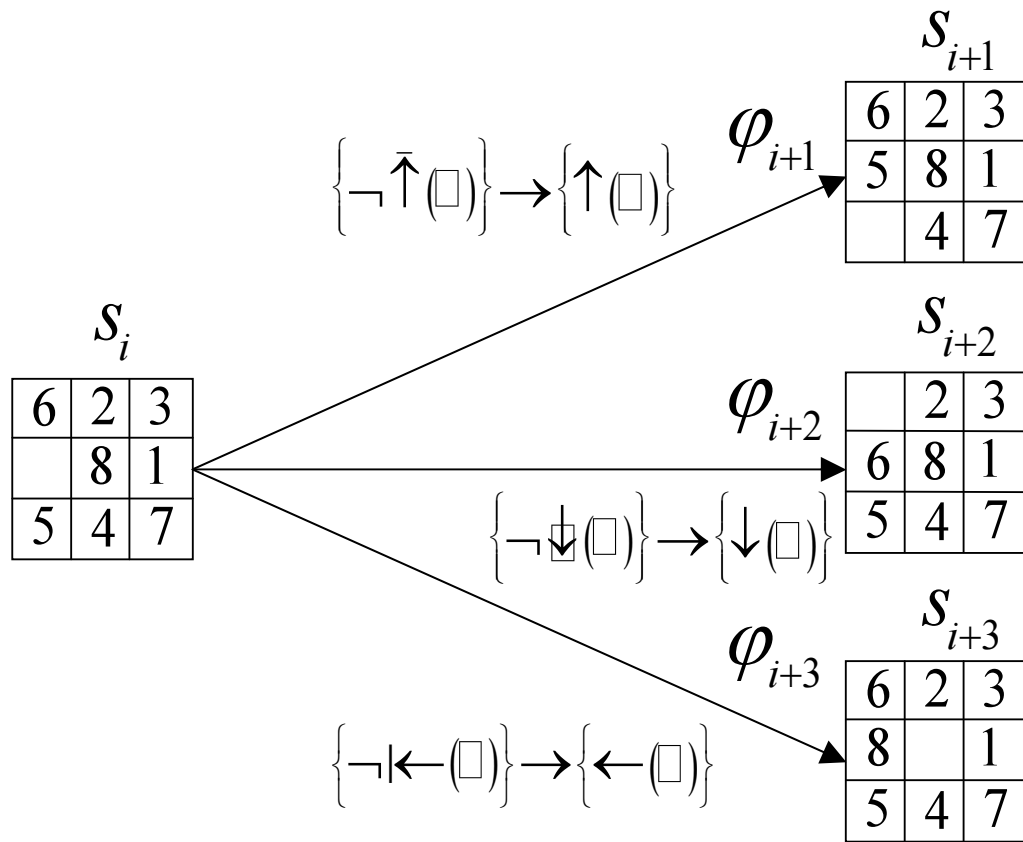 s_{i+1}
6 2 3
5 8 1
4 7
φ_{i+1}
{¬ ↑̄ (□)} → {↑ (□)}
s_i
6 2 3
8 1
5 4 7
s_{i+2}
2 3
6 8 1
5 4 7
φ_{i+2}
{¬ ↓ (□)} → {↓ (□)}
s_{i+3}
6 2 3
8 1
5 4 7
φ_{i+3}
{¬ |← (□)} → {← (□)}